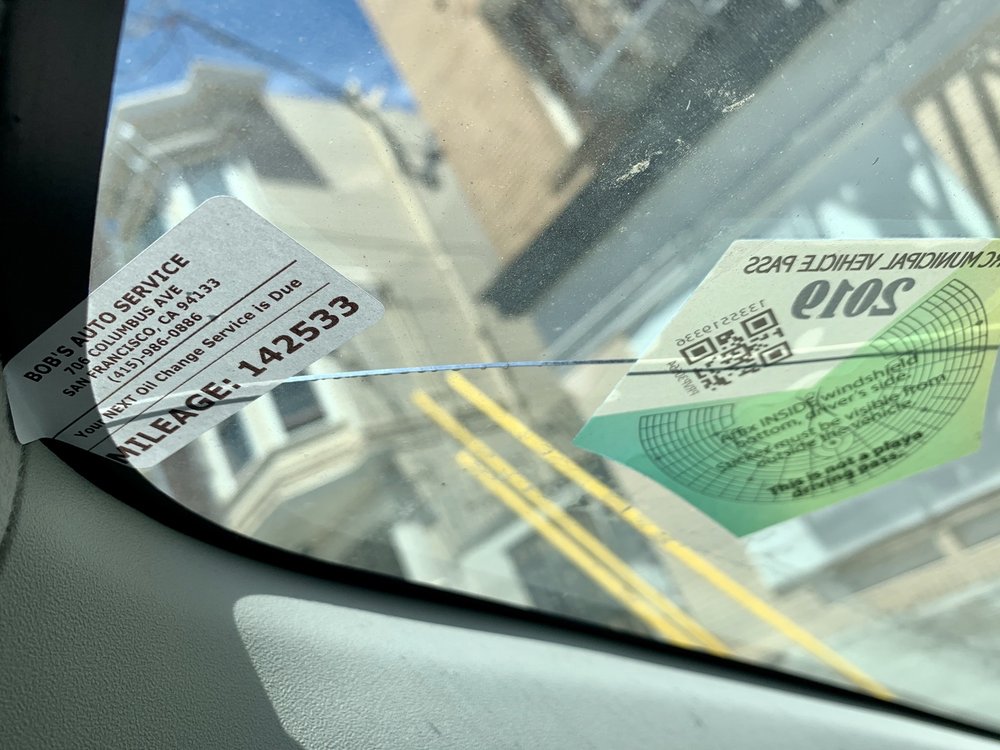 BOB'S AUTO SERVICE
706 COLUMBUS AVE
SAN FRANCISCO, CA 94133
(415)-986-0886
Your NEXT Oil Change Service is Due
MILEAGE: 142533
RC MUNICIPAL VEHICLE PASS
2019
1335519336
Affix INSIDE windshield
bottom, driver's side.
Sticker must be visible from
outside the vehicle.
This is not a playa
driving pass.